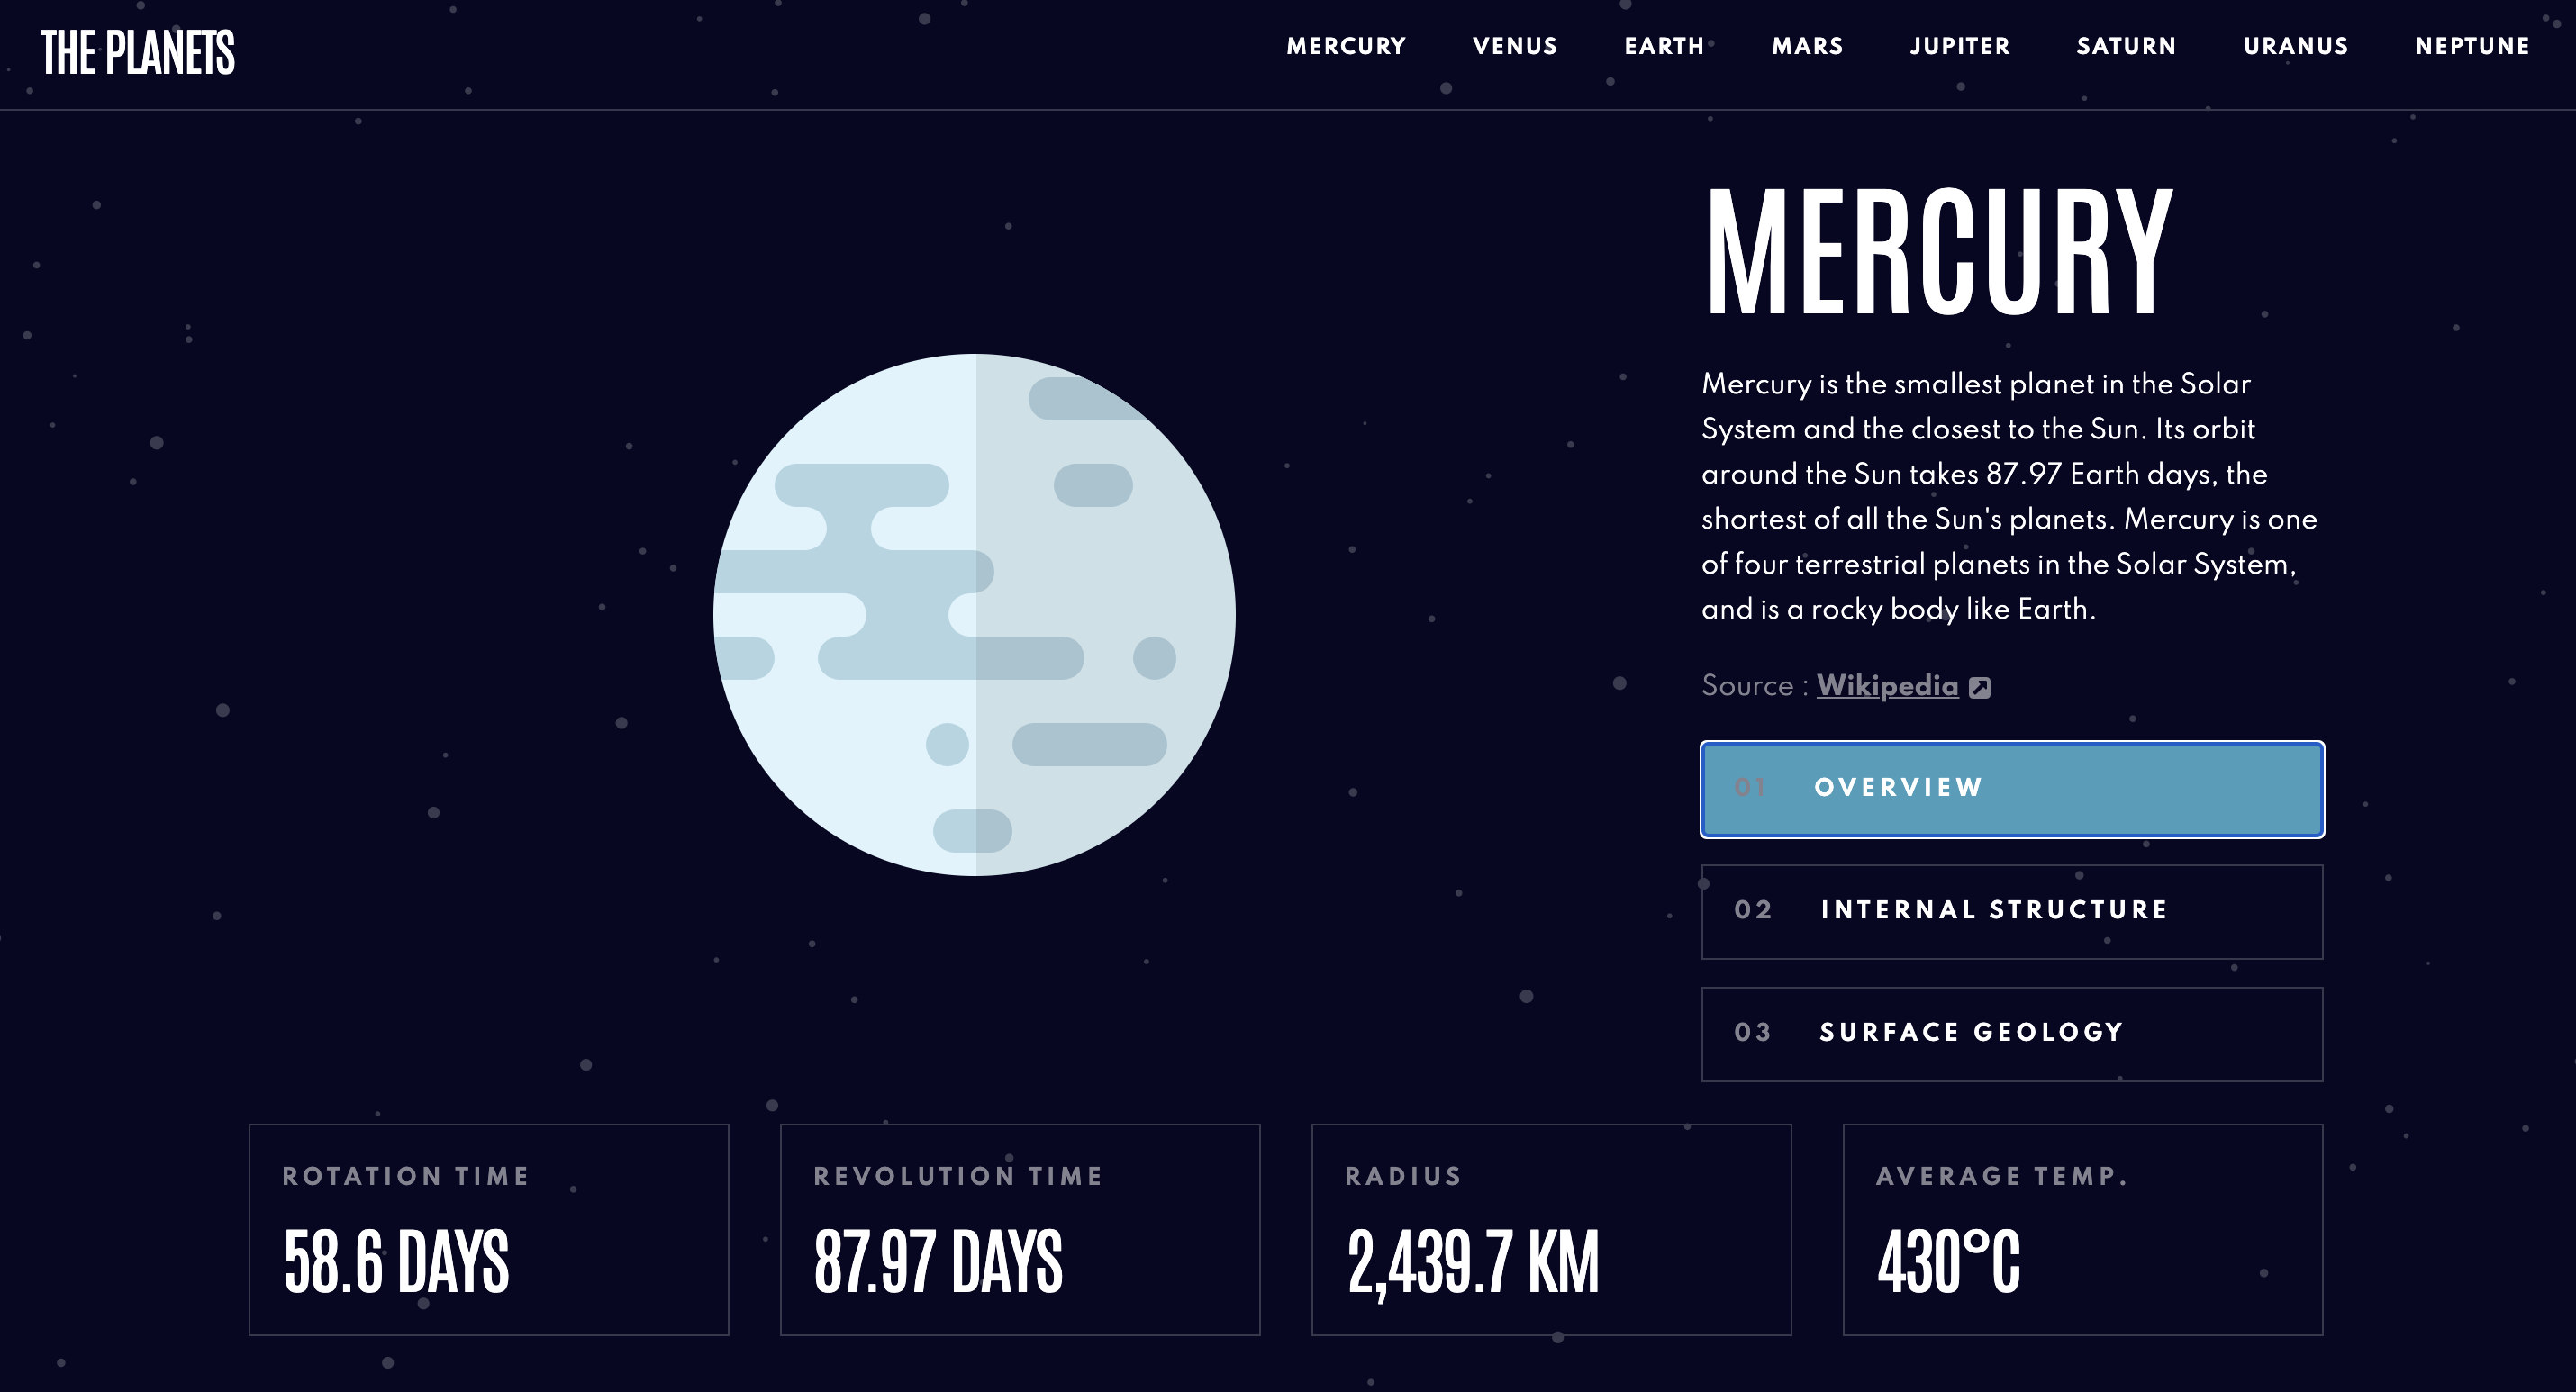 THE PLANETS
MERCURY VENUS EARTH MARS JUPITER SATURN URANUS NEPTUNE
MERCURY
Mercury is the smallest planet in the Solar
System and the closest to the Sun. Its orbit
around the Sun takes 87.97 Earth days, the
shortest of all the Sun's planets. Mercury is one
of four terrestrial planets in the Solar System,
and is a rocky body like Earth.
Source : Wikipedia
01 OVERVIEW
02 INTERNAL STRUCTURE
03 SURFACE GEOLOGY
ROTATION TIME
58.6 DAYS
REVOLUTION TIME
87.97 DAYS
RADIUS
2,439.7 KM
AVERAGE TEMP.
430°C